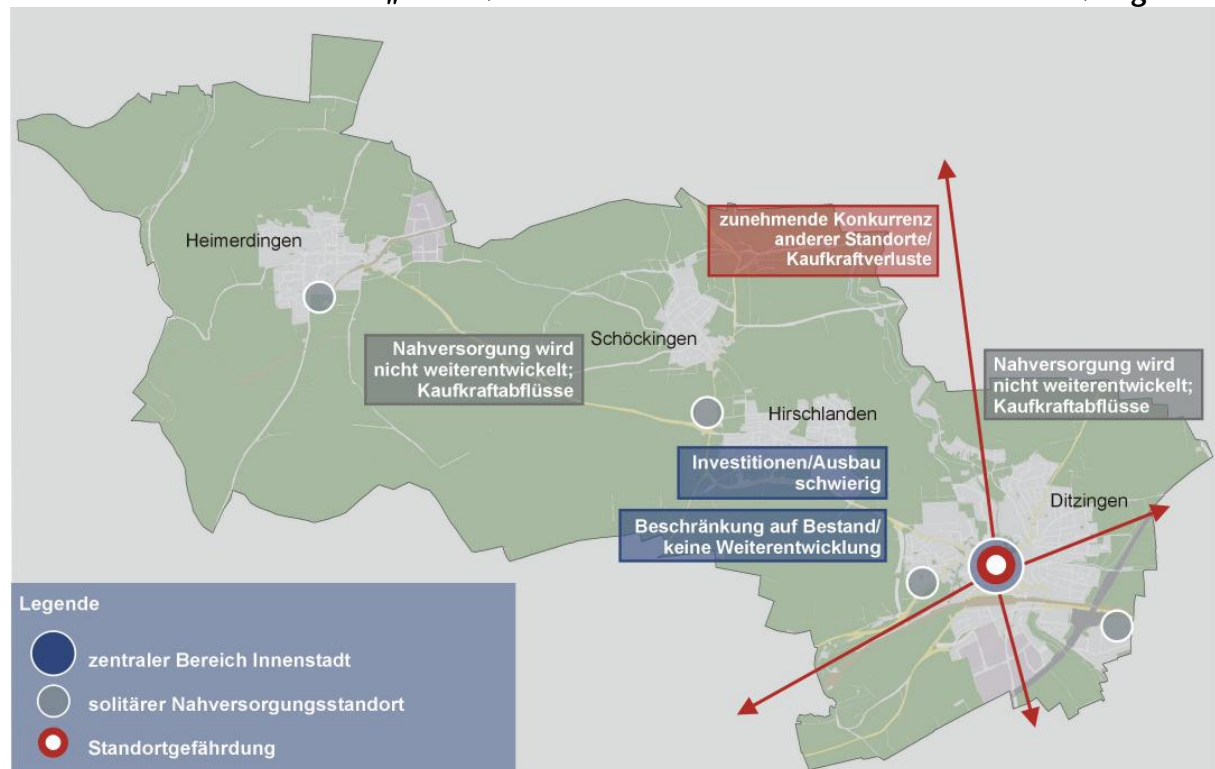 Heimerdingen
zunehmende Konkurrenz
anderer Standorte/
Kaufkraftverluste
Schöckingen
Nahversorgung wird
nicht weiterentwickelt;
Kaufkraftabflüsse
Nahversorgung wird
nicht weiterentwickelt;
Kaufkraftabflüsse
Hirschlanden
Investitionen/Ausbau
schwierig
Ditzingen
Beschränkung auf Bestand/
keine Weiterentwicklung
Legende
zentraler Bereich Innenstadt
solitärer Nahversorgungsstandort
Standortgefährdung